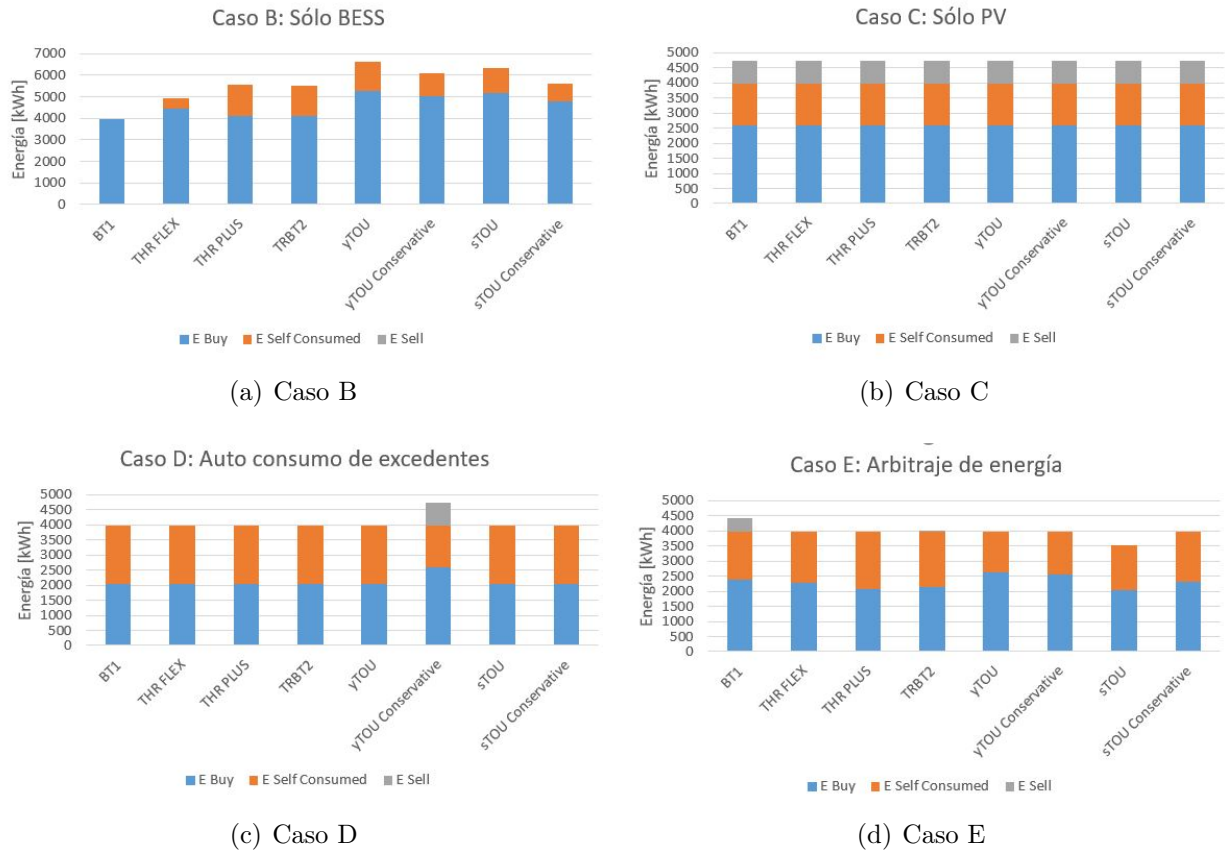 Caso B: Sólo BESS
Energía [kWh]
7000
6000
5000
4000
3000
2000
1000
0
BT1
THR FLEX
THR PLUS
TRBT2
yTOU
yTOU Conservative
sTOU
sTOU Conservative
E Buy E Self Consumed E Sell
(a) Caso B
Caso C: Sólo PV
Energía [kWh]
5000
4500
4000
3500
3000
2500
2000
1500
1000
500
0
BT1
THR FLEX
THR PLUS
TRBT2
yTOU
yTOU Conservative
sTOU
sTOU Conservative
E Buy E Self Consumed E Sell
(b) Caso C
Caso D: Auto consumo de excedentes
Energía [kWh]
5000
4500
4000
3500
3000
2500
2000
1500
1000
500
0
BT1
THR FLEX
THR PLUS
TRBT2
yTOU
yTOU Conservative
sTOU
sTOU Conservative
E Buy E Self Consumed E Sell
(c) Caso D
Caso E: Arbitraje de energía
Energía [kWh]
5000
4500
4000
3500
3000
2500
2000
1500
1000
500
0
BT1
THR FLEX
THR PLUS
TRBT2
yTOU
yTOU Conservative
sTOU
sTOU Conservative
E Buy E Self Consumed E Sell
(d) Caso E